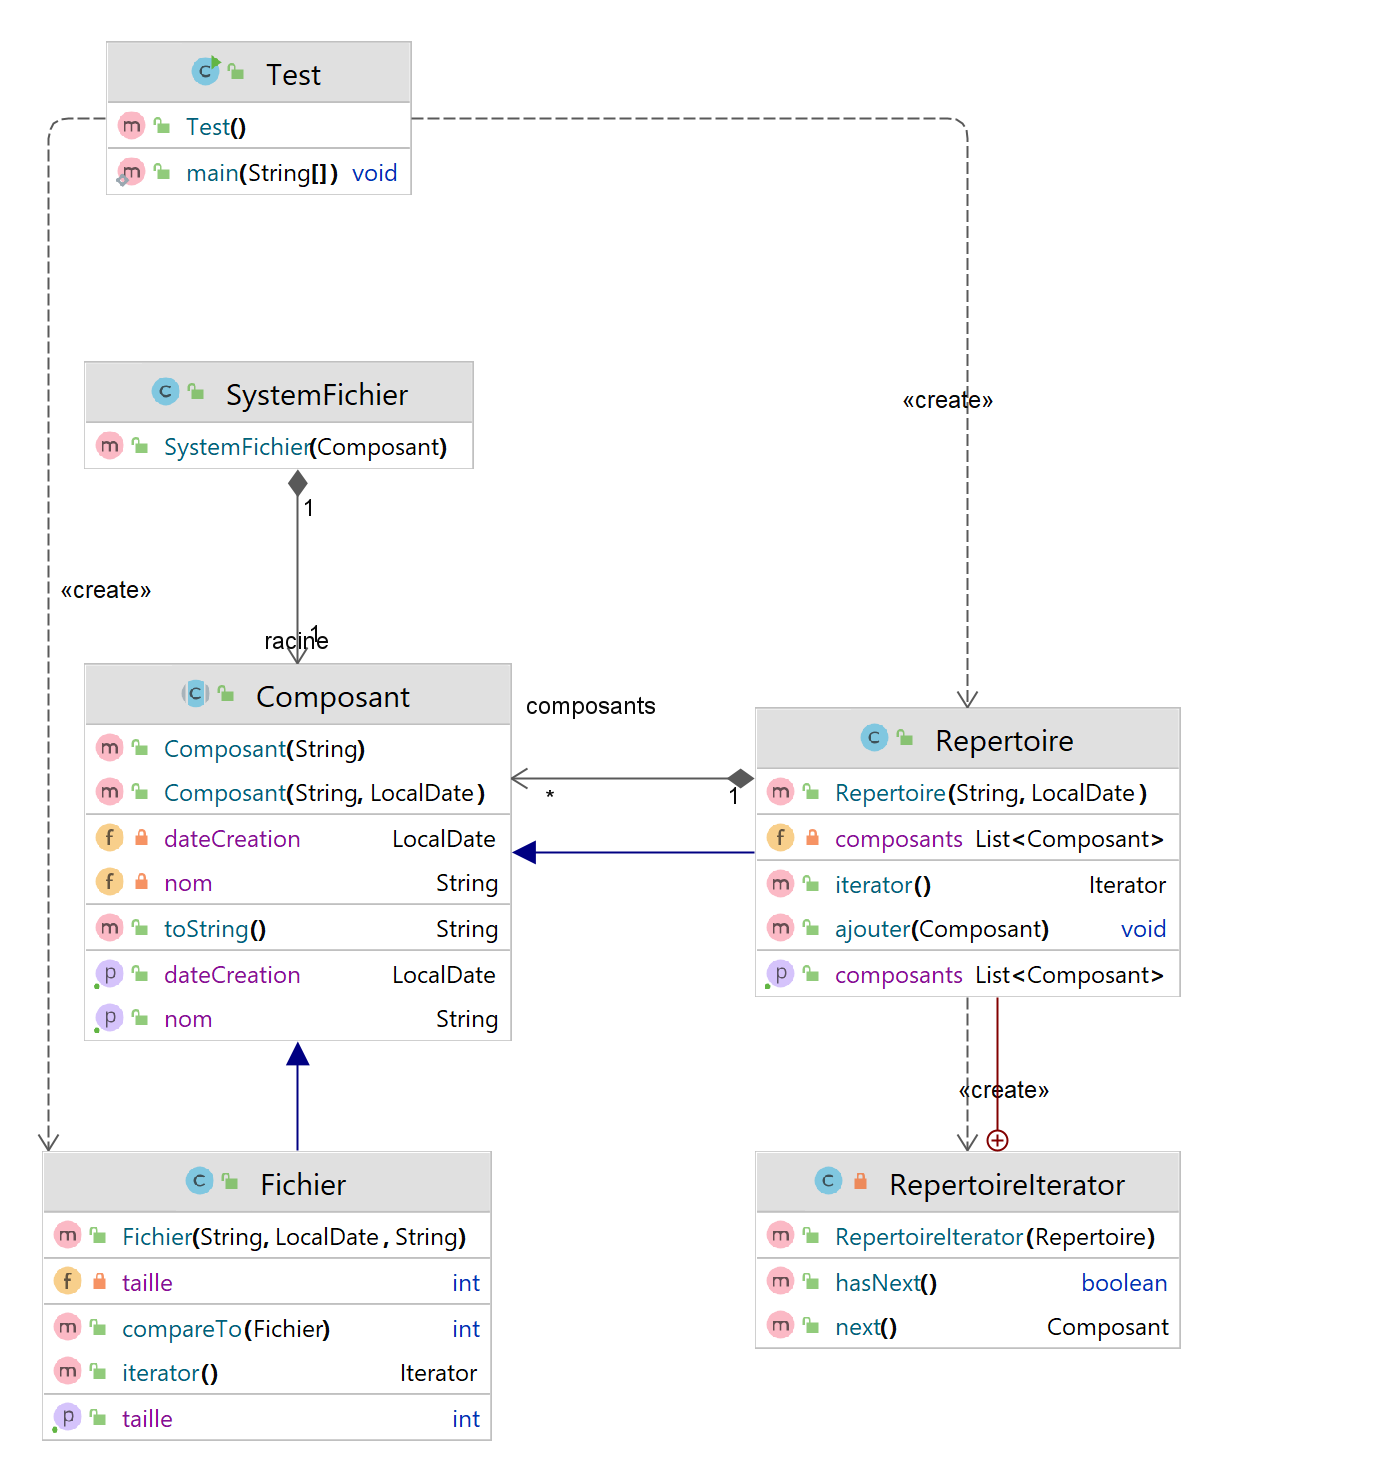 Test
Test()
main(String[]) void
«create»
SystemFichier
SystemFichier(Composant)
1
«create»
1
racine
Composant
Composant(String)
Composant(String, LocalDate)
dateCreation LocalDate
nom String
toString() String
dateCreation LocalDate
nom String
composants
*
1
Repertoire
Repertoire(String, LocalDate)
composants List<Composant>
iterator() Iterator
ajouter(Composant) void
composants List<Composant>
«create»
Fichier
Fichier(String, LocalDate, String)
taille int
compareTo(Fichier) int
iterator() Iterator
taille int
RepertoireIterator
RepertoireIterator(Repertoire)
hasNext() boolean
next() Composant